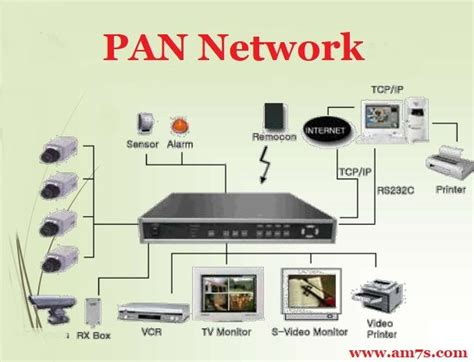 PAN Network
TCP/IP
Sensor Alarm
Remocon
INTERNET
Printer
TCP/IP
RS232C
RX Box
VCR
TV Monitor
S-Video Monitor
Video
Printer
www.am7s.com